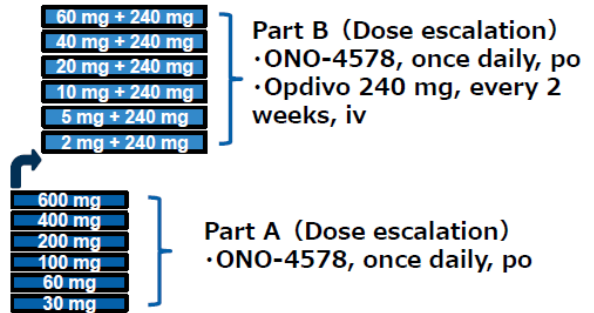 60 mg + 240 mg
40 mg + 240 mg
20 mg + 240 mg
10 mg + 240 mg
5 mg + 240 mg
2 mg + 240 mg
Part B（Dose escalation）
·ONO-4578, once daily, po
·Opdivo 240 mg, every 2
weeks, iv
600 mg
400 mg
200 mg
100 mg
60 mg
30 mg
Part A（Dose escalation）
·ONO-4578, once daily, po